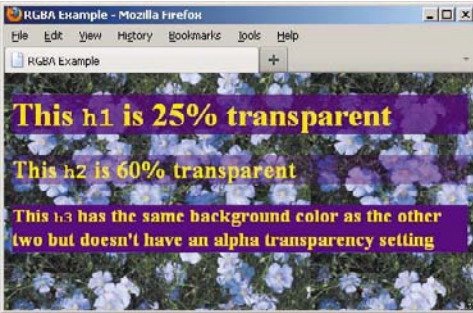 RGBA Example - Mozilla Firefox
File Edit View History Bookmarks Tools Help
RGBA Example +
This h1 is 25% transparent
This h2 is 60% transparent
This h3 has the same background color as the other
two but doesn't have an alpha transparency setting